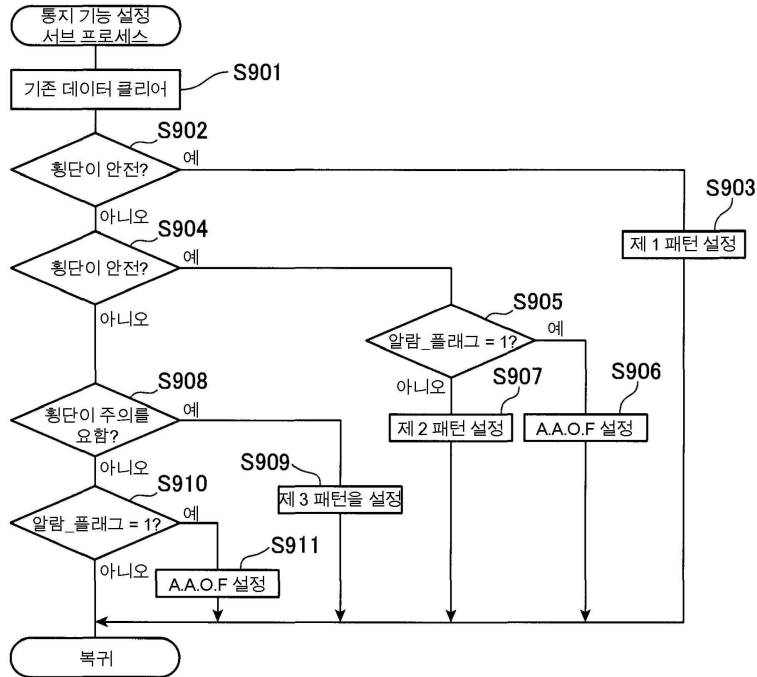 통지 기능 설정
서브 프로세스
기존 데이터 클리어
S901
S902
횡단이 안전?
예
아니오
S903
제 1 패턴 설정
S904
횡단이 안전?
예
아니오
S905
알람_플래그 = 1?
예
아니오
S906
A.A.O.F 설정
S907
제 2 패턴 설정
S908
횡단이 주의를
요함?
예
아니오
S909
제 3 패턴을 설정
S910
알람_플래그 = 1?
예
아니오
S911
A.A.O.F 설정
복귀